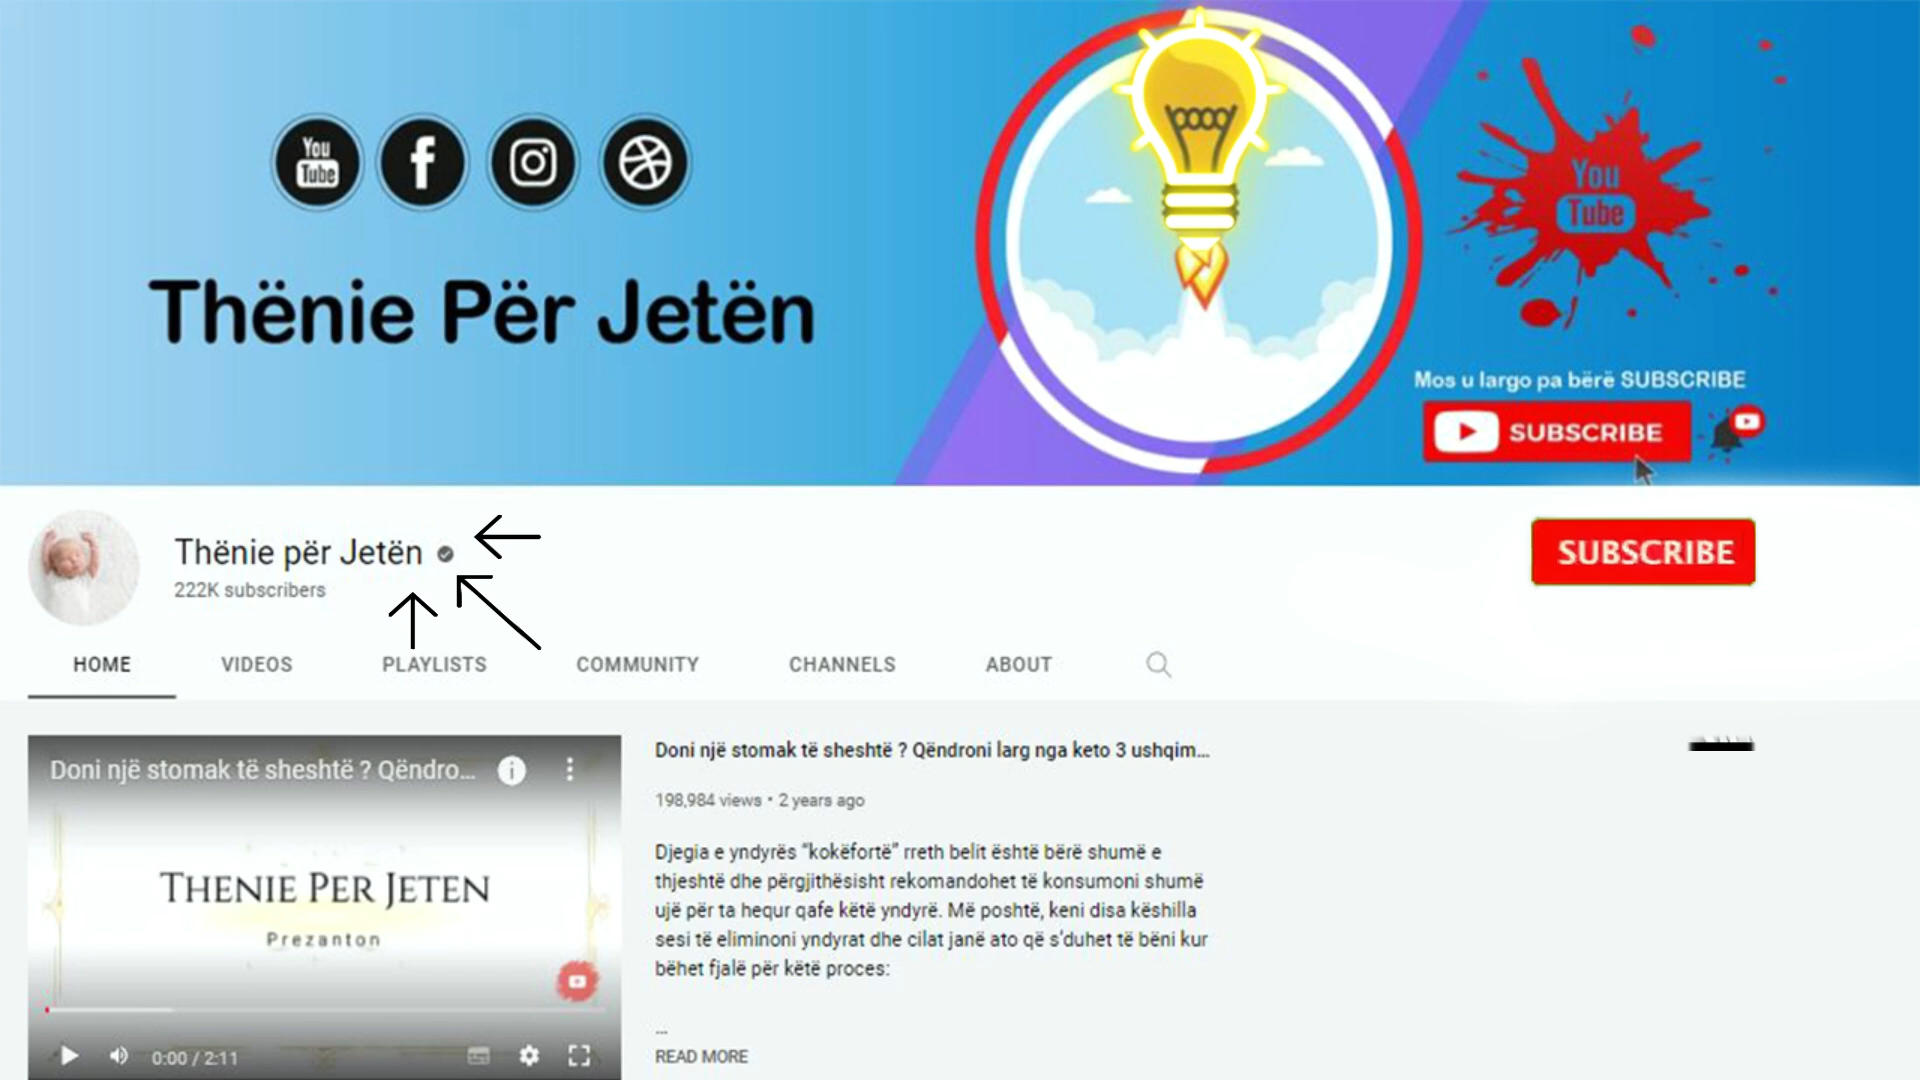 You
Tube
Thënie Për Jetën
You
Tube
Mos u largo pa bërë SUBSCRIBE
SUBSCRIBE
Thënie për Jetën
222K subscribers
SUBSCRIBE
HOME VIDEOS PLAYLISTS COMMUNITY CHANNELS ABOUT
Doni një stomak të sheshtë ? Qëndro...
THENIE PER JETEN
Prezanton
0:00 / 2:11
Doni një stomak të sheshtë ? Qëndroni larg nga keto 3 ushqim...
198,984 views • 2 years ago
Djegia e yndyrës “kokëfortë” rreth belit është bërë shumë e
thjeshtë dhe përgjithësisht rekomandohet të konsumoni shumë
ujë për ta hequr qafe këtë yndyrë. Më poshtë, keni disa këshilla
sesi të eliminoni yndyrat dhe cilat janë ato që s'duhet të bëni kur
bëhet fjalë për këtë proces:
...
READ MORE